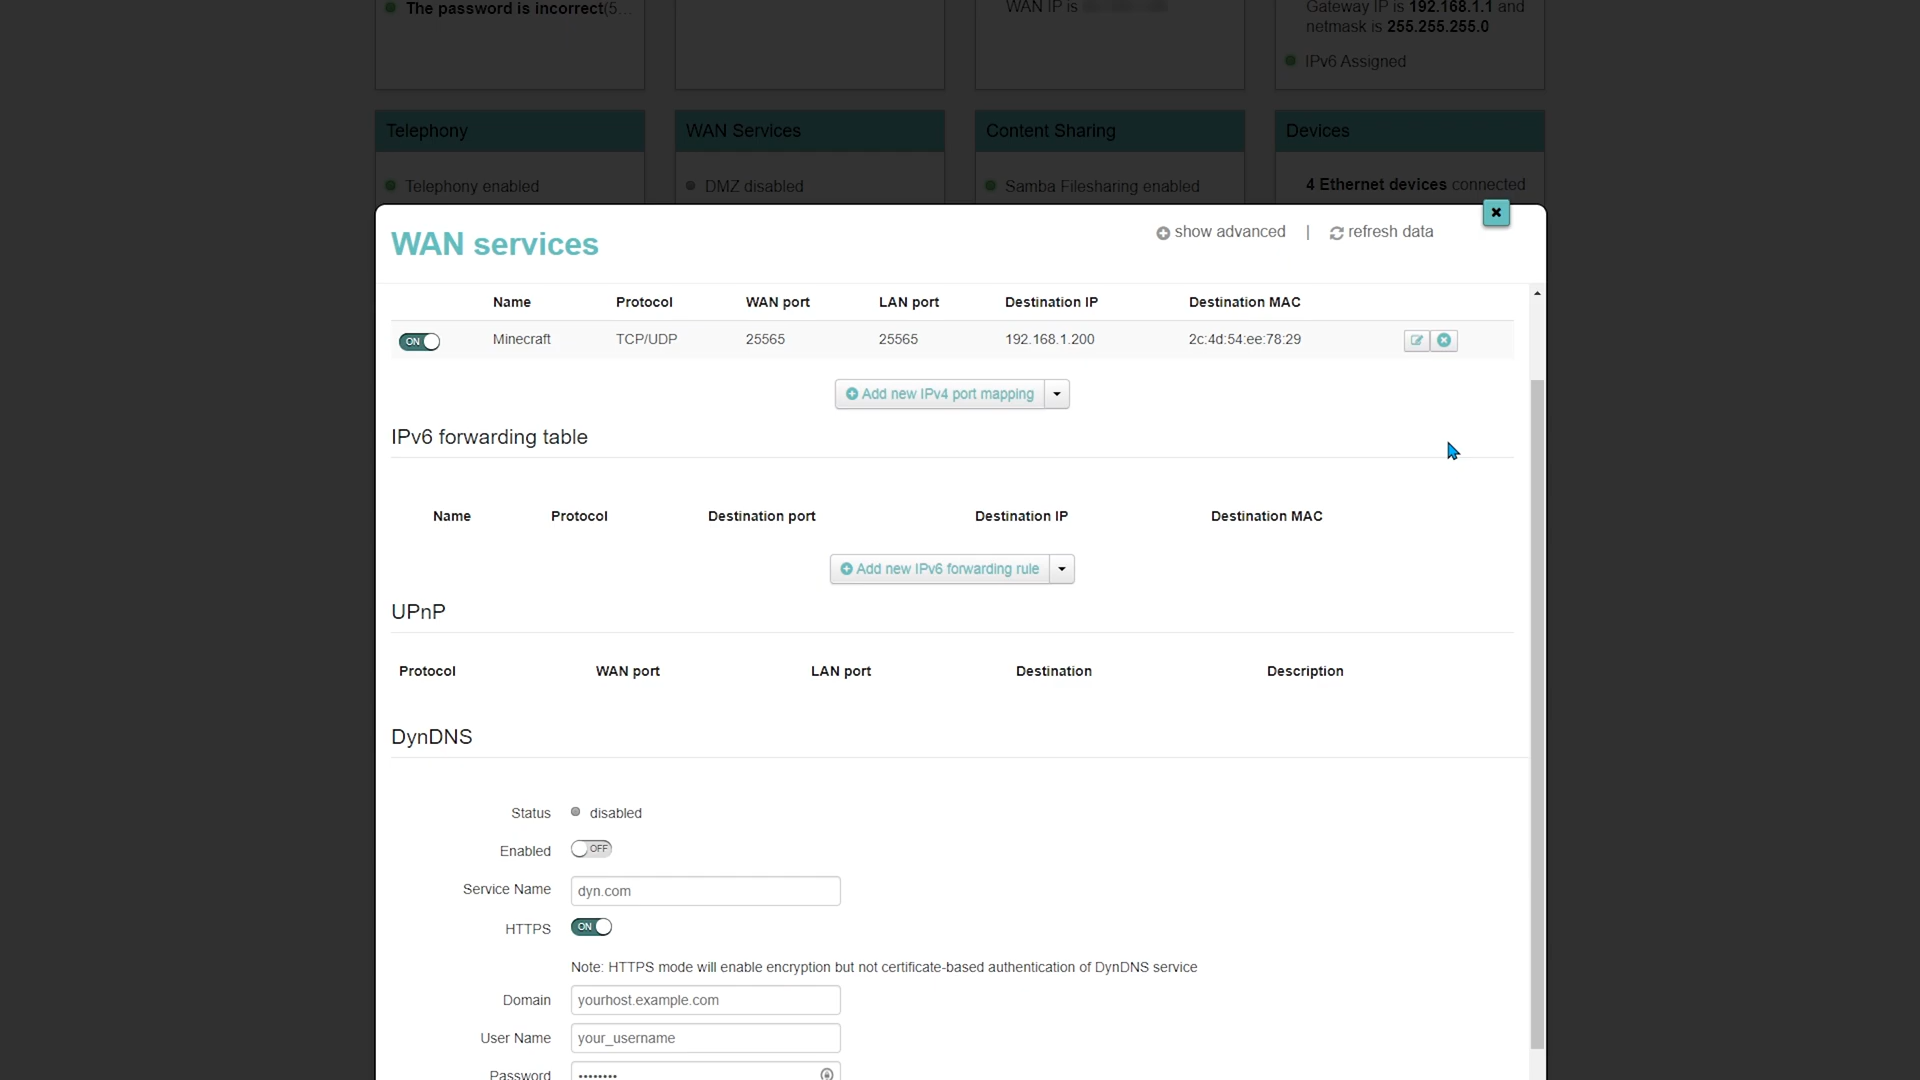 The password is incorrect(5...
WAN IP is
Gateway IP is 192.168.1.1 and
netmask is 255.255.255.0
IPv6 Assigned
Telephony
WAN Services
Content Sharing
Devices
Telephony enabled
DMZ disabled
Samba Filesharing enabled
4 Ethernet devices connected
WAN services
show advanced | refresh data
Name Protocol WAN port LAN port Destination IP Destination MAC
ON Minecraft TCP/UDP 25565 25565 192.168.1.200 2c:4d:54:ee:78:29
Add new IPv4 port mapping
IPv6 forwarding table
Name Protocol Destination port Destination IP Destination MAC
Add new IPv6 forwarding rule
UPnP
Protocol WAN port LAN port Destination Description
DynDNS
Status disabled
Enabled OFF
Service Name dyn.com
HTTPS ON
Note: HTTPS mode will enable encryption but not certificate-based authentication of DynDNS service
Domain yourhost.example.com
User Name your_username
Password ••••••••